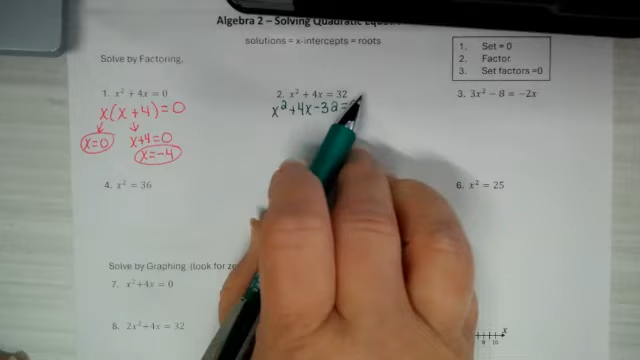 Algebra 2 – Solving Quadratic
solutions = x-intercepts = roots
1. Set = 0
2. Factor
3. Set factors =0
Solve by Factoring.
1. x² + 4x = 0
x(x+4)=0
x=0
x+4=0
x=-4
2. x² + 4x = 32
x²+4x-32=
3. 3x² − 8 = −2x
4. x² = 36
6. x² = 25
Solve by Graphing. (look for
7. x²+4x = 0
8. 2x²+4x = 32
x
8 10